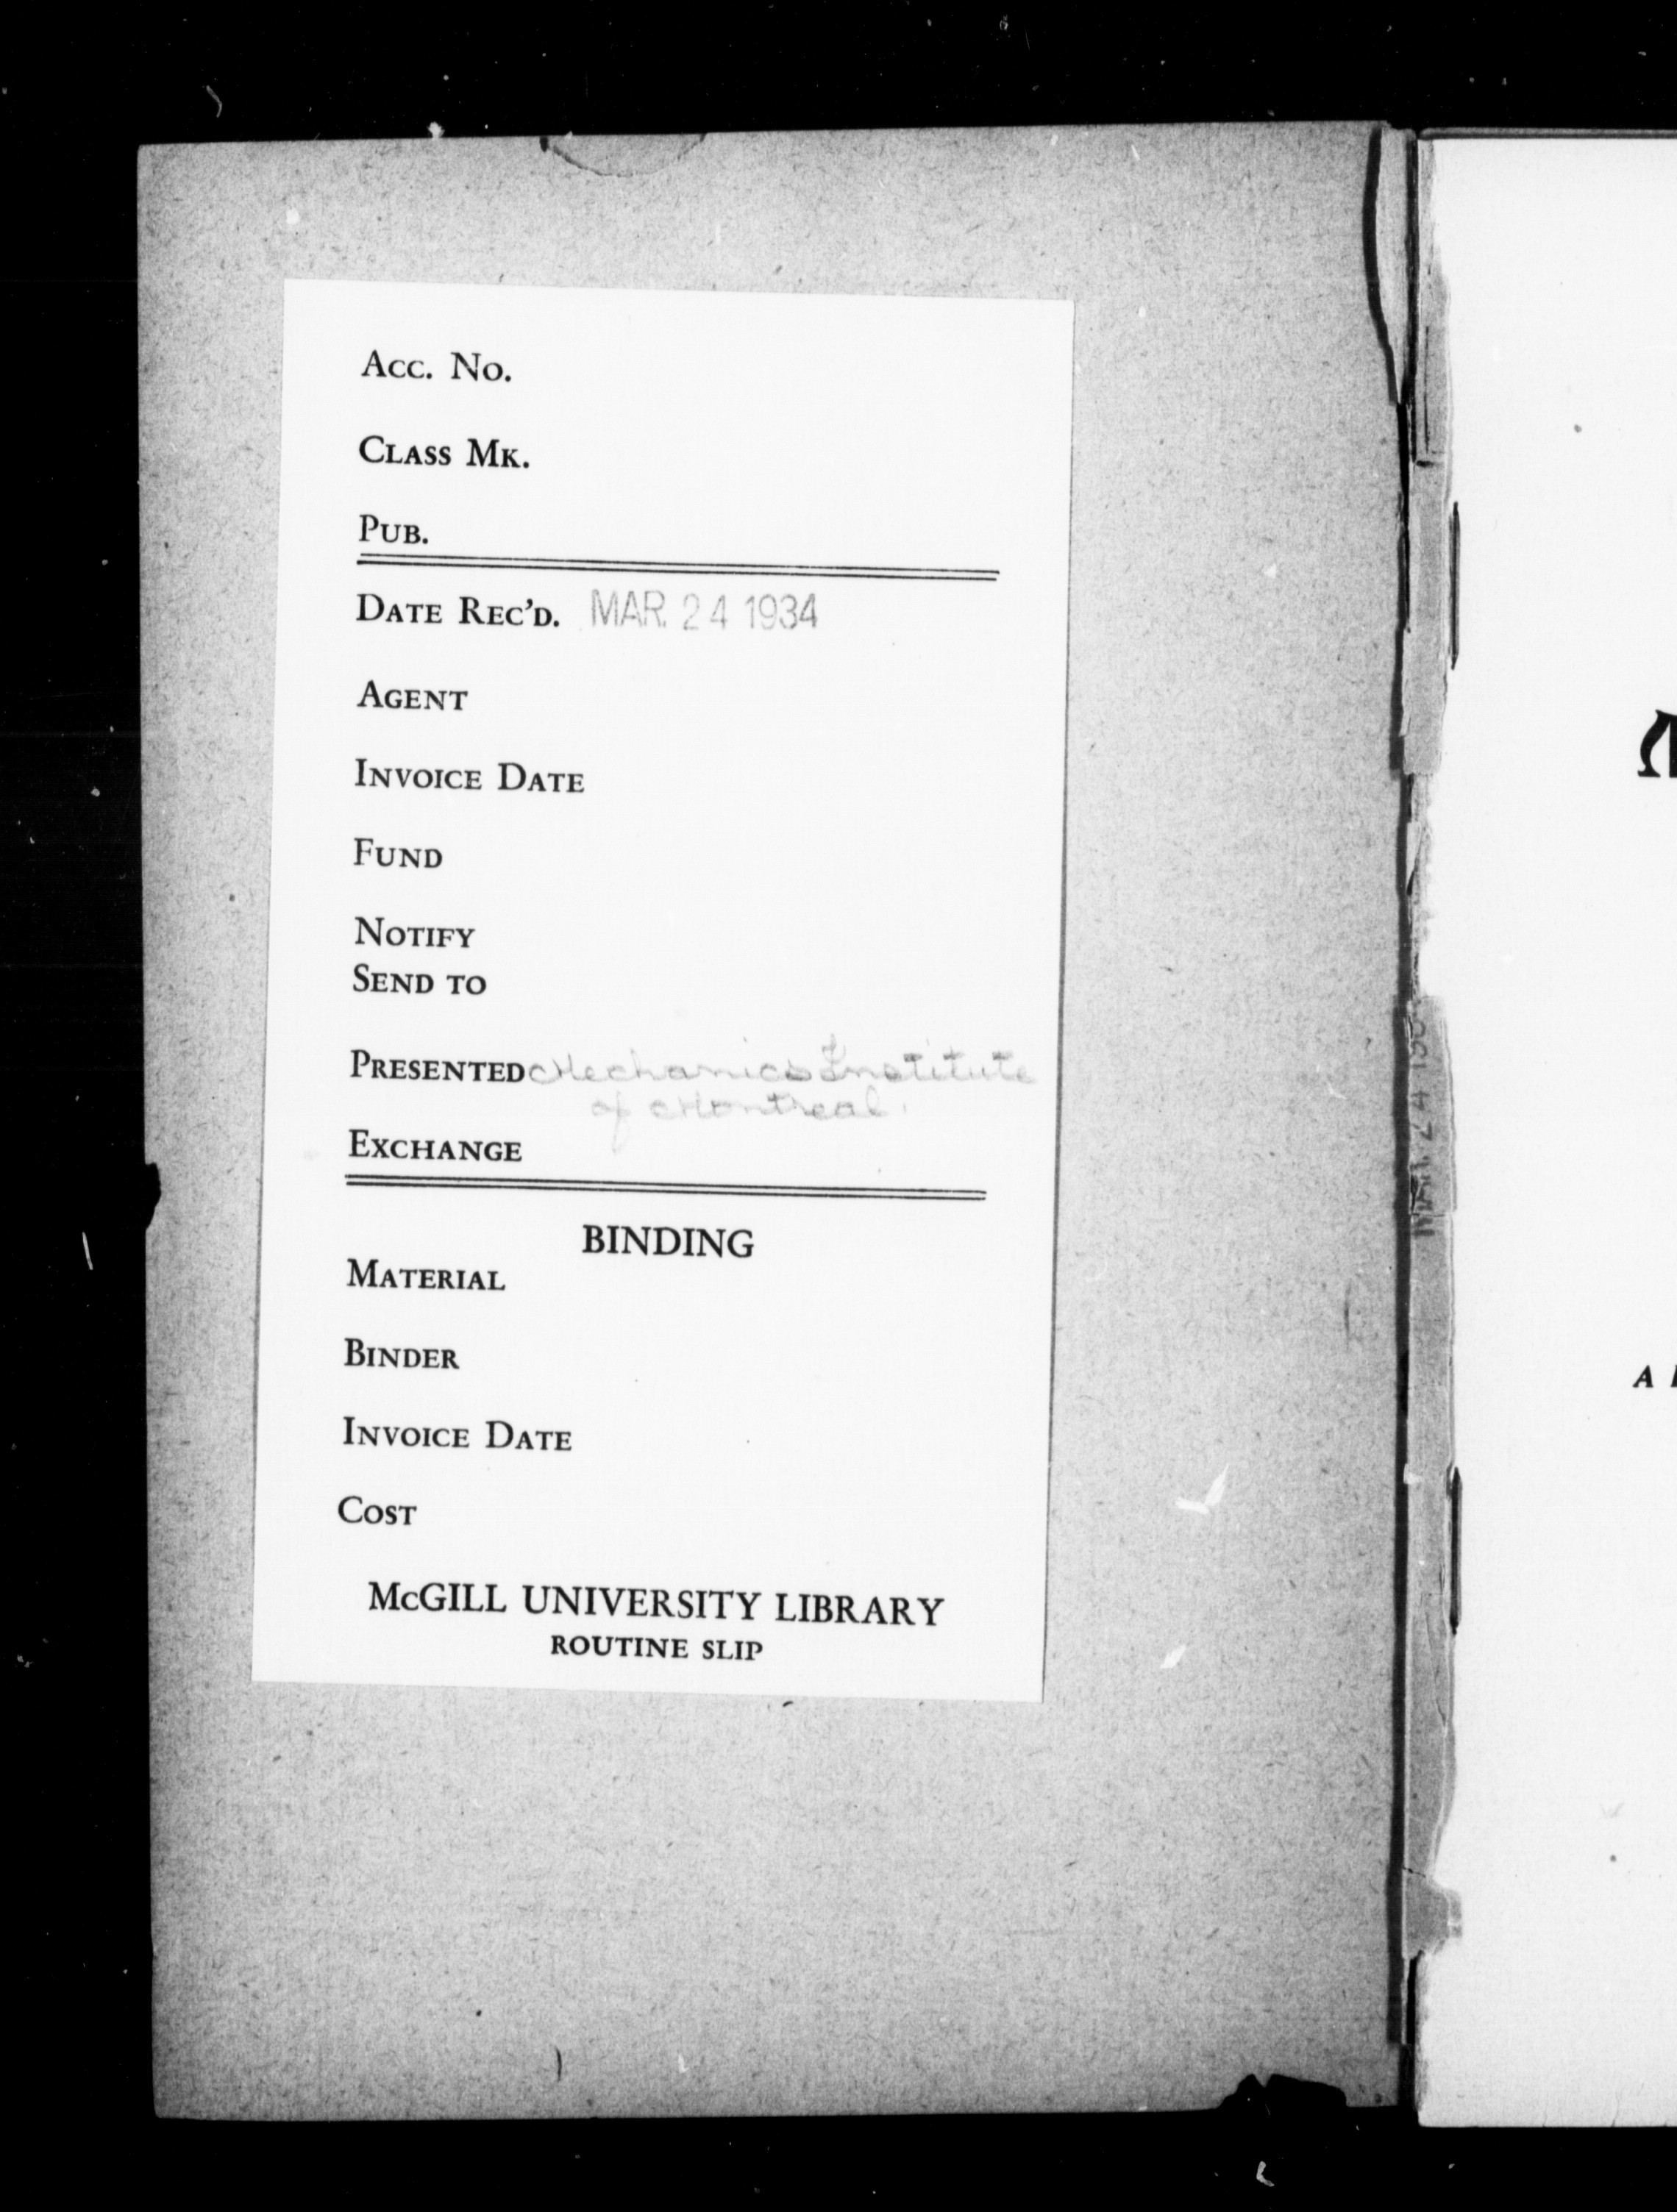 Acc. No.
Class Mk.
Pub.
Date Rec'd. MAR. 24 1934
Agent
Invoice Date
Fund
Notify
Send to
Presented Mechanics Institute
of Montreal.
Exchange
BINDING
Material
Binder
Invoice Date
Cost
McGILL UNIVERSITY LIBRARY
ROUTINE SLIP
A